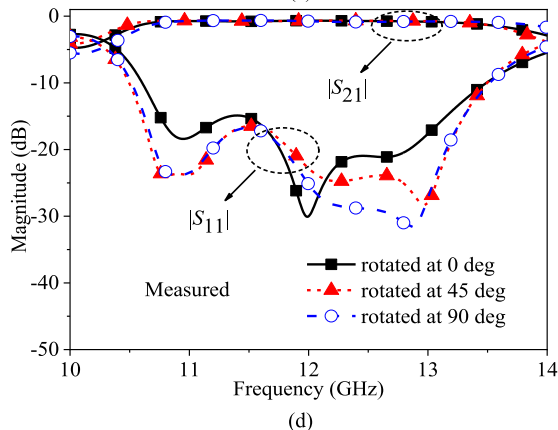 0
-10
-20
-30
-40
-50
Magnitude (dB)
|S21|
|S11|
Measured
rotated at 0 deg
rotated at 45 deg
rotated at 90 deg
10
11
12
13
14
Frequency (GHz)
(d)